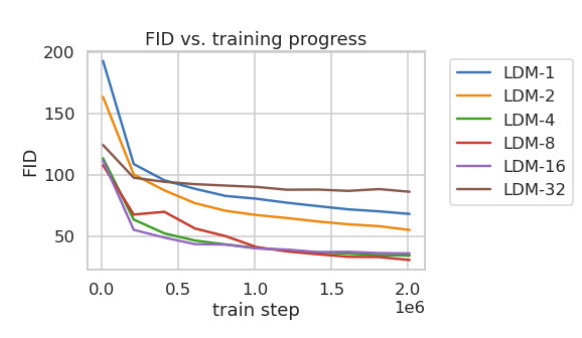 FID vs. training progress
200
150
100
50
FID
0.0 0.5 1.0 1.5 2.0
1e6
train step
LDM-1
LDM-2
LDM-4
LDM-8
LDM-16
LDM-32